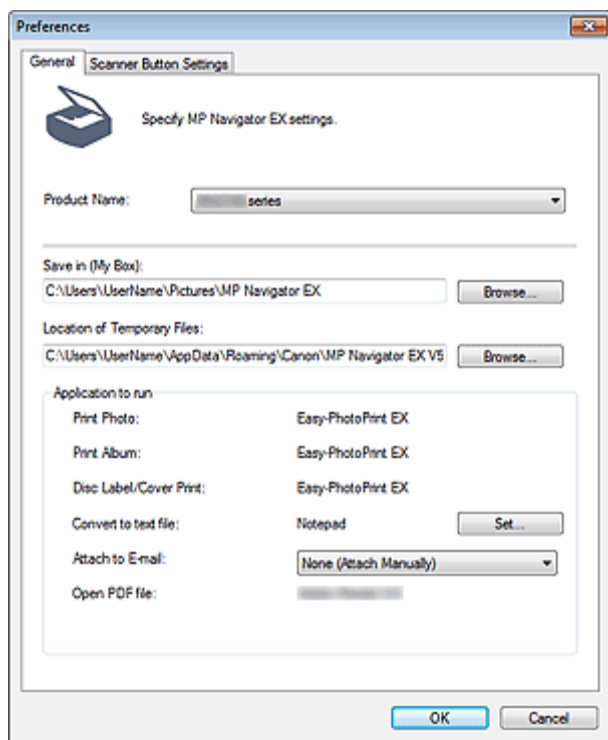 Preferences
General Scanner Button Settings
Specify MP Navigator EX settings.
Product Name: series
Save in (My Box):
C:\Users\UserName\Pictures\MP Navigator EX Browse...
Location of Temporary Files:
C:\Users\UserName\AppData\Roaming\Canon\MP Navigator EX V5 Browse...
Application to run
Print Photo: Easy-PhotoPrint EX
Print Album: Easy-PhotoPrint EX
Disc Label/Cover Print: Easy-PhotoPrint EX
Convert to text file: Notepad Set...
Attach to E-mail: None (Attach Manually)
Open PDF file:
OK Cancel